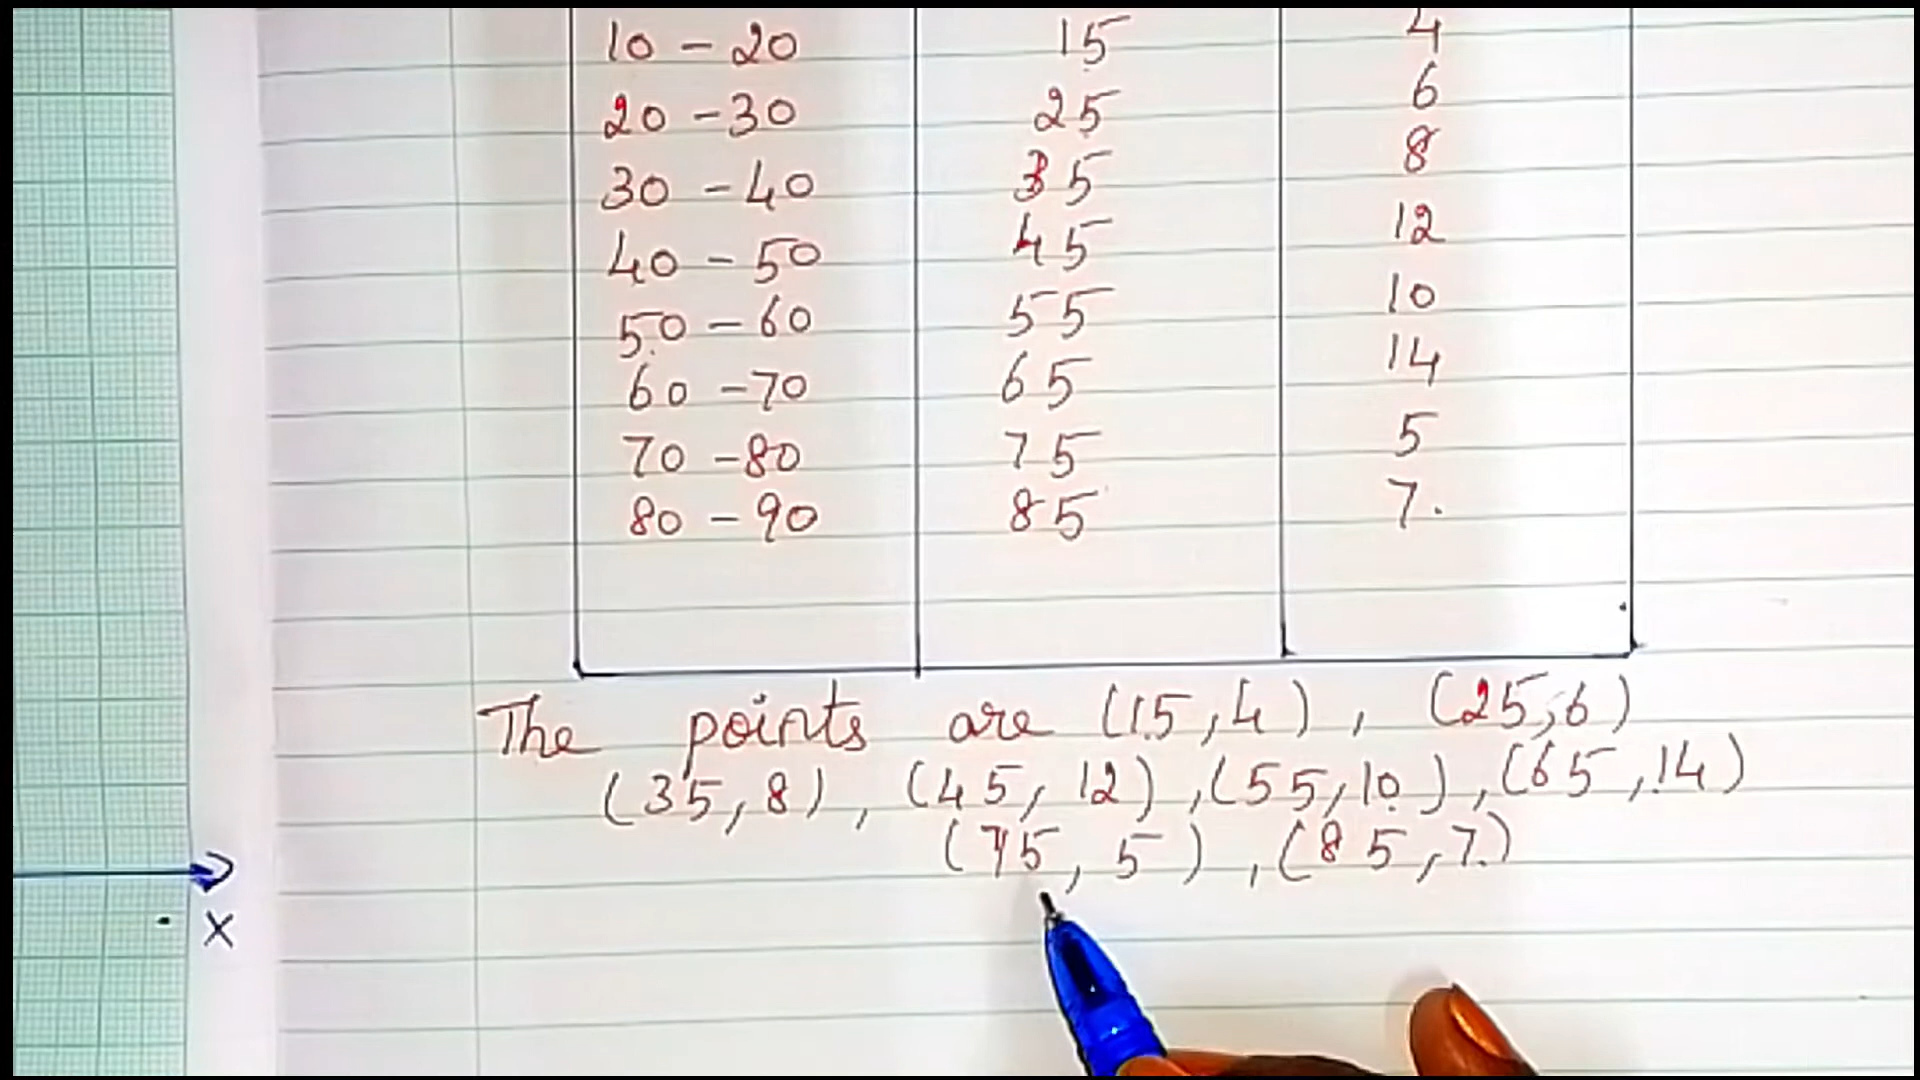 10 - 20 15 4
20 - 30 25 6
30 - 40 35 8
40 - 50 45 12
50 - 60 55 10
60 - 70 65 14
70 - 80 75 5
80 - 90 85 7.
The points are (15, 4), (25, 6)
(35, 8), (45, 12), (55, 10), (65, 14)
(75, 5), (85, 7.)
X